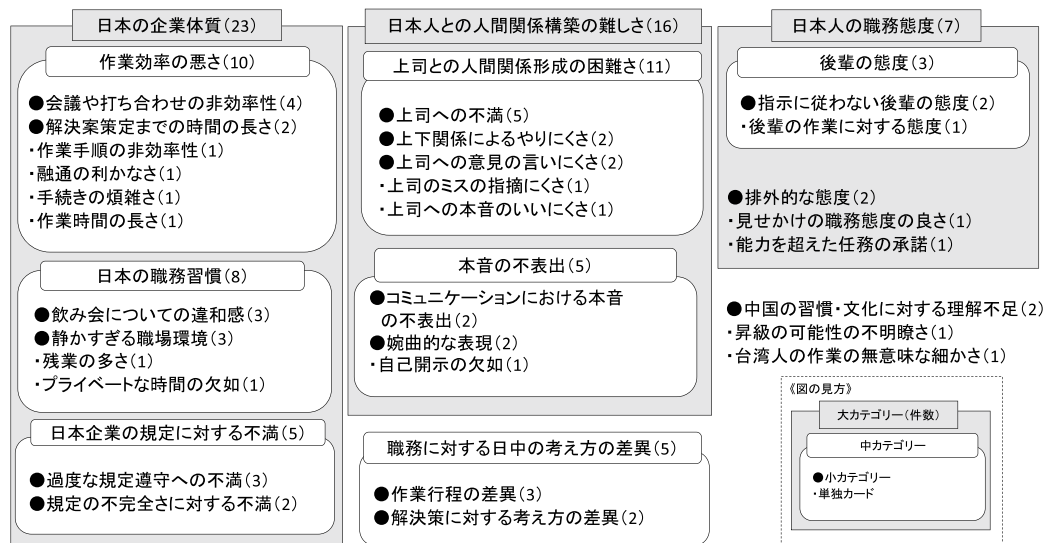 日本の企業体質(23)
作業効率の悪さ(10)
●会議や打ち合わせの非効率性(4)
●解決案策定までの時間の長さ(2)
・作業手順の非効率性(1)
・融通の利かなさ(1)
・手続きの煩雑さ(1)
・作業時間の長さ(1)
日本の職務習慣(8)
●飲み会についての違和感(3)
●静かすぎる職場環境(3)
・残業の多さ(1)
・プライベートな時間の欠如(1)
日本企業の規定に対する不満(5)
●過度な規定遵守への不満(3)
●規定の不完全さに対する不満(2)
日本人との人間関係構築の難しさ(16)
上司との人間関係形成の困難さ(11)
●上司への不満(5)
●上下関係によるやりにくさ(2)
●上司への意見の言いにくさ(2)
・上司のミスの指摘にくさ(1)
・上司への本音のいいにくさ(1)
本音の不表出(5)
●コミュニケーションにおける本音
の不表出(2)
●婉曲的な表現(2)
・自己開示の欠如(1)
職務に対する日中の考え方の差異(5)
●作業行程の差異(3)
●解決策に対する考え方の差異(2)
日本人の職務態度(7)
後輩の態度(3)
●指示に従わない後輩の態度(2)
・後輩の作業に対する態度(1)
●排外的な態度(2)
・見せかけの職務態度の良さ(1)
・能力を超えた任務の承諾(1)
●中国の習慣・文化に対する理解不足(2)
・昇級の可能性の不明瞭さ(1)
・台湾人の作業の無意味な細かさ(1)
《図の見方》
大カテゴリー(件数)
中カテゴリー
●小カテゴリー
・単独カード